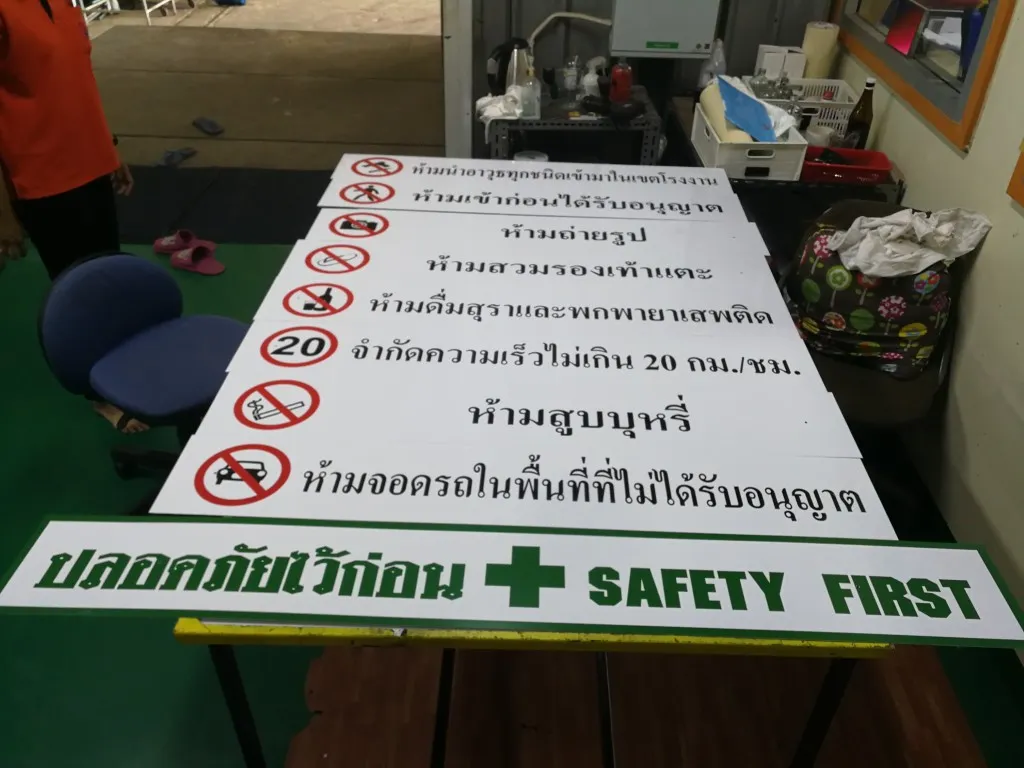 ห้ามนำอาวุธทุกชนิดเข้ามาในเขตโรงงาน
ห้ามเข้าก่อนได้รับอนุญาต
ห้ามถ่ายรูป
ห้ามสวมรองเท้าแตะ
ห้ามดื่มสุราและพกพายาเสพติด
20 จำกัดความเร็วไม่เกิน 20 กม./ชม.
ห้ามสูบบุหรี่
ห้ามจอดรถในพื้นที่ที่ไม่ได้รับอนุญาต
ปลอดภัยไว้ก่อน SAFETY FIRST